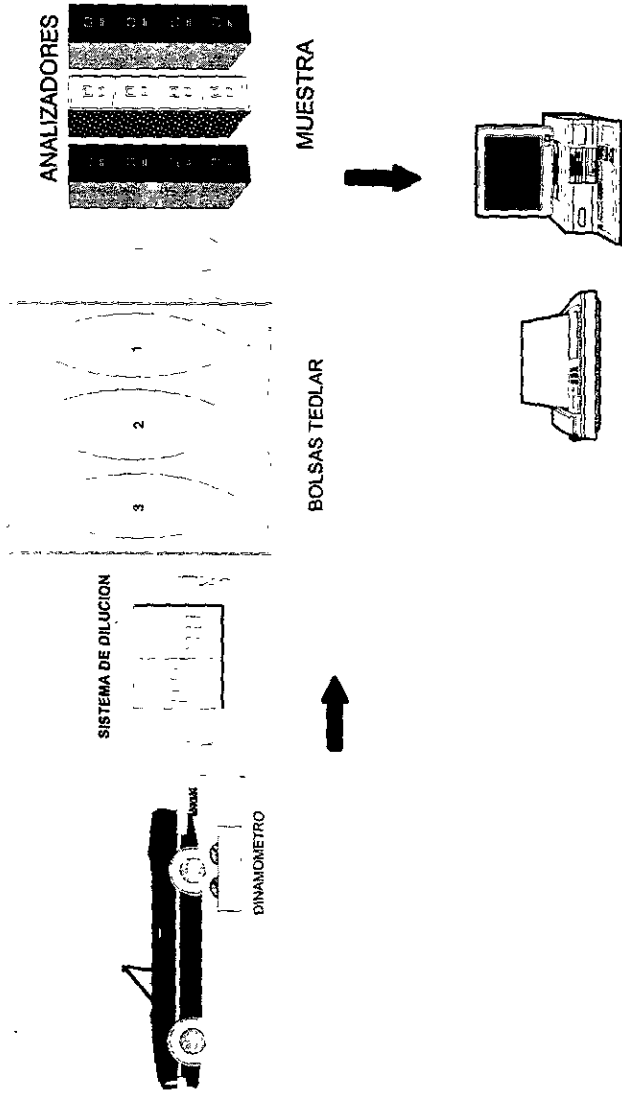 ANALIZADORES
SISTEMA DE DILUCION
3
2
1
DINAMOMETRO
BOLSAS TEDLAR
MUESTRA